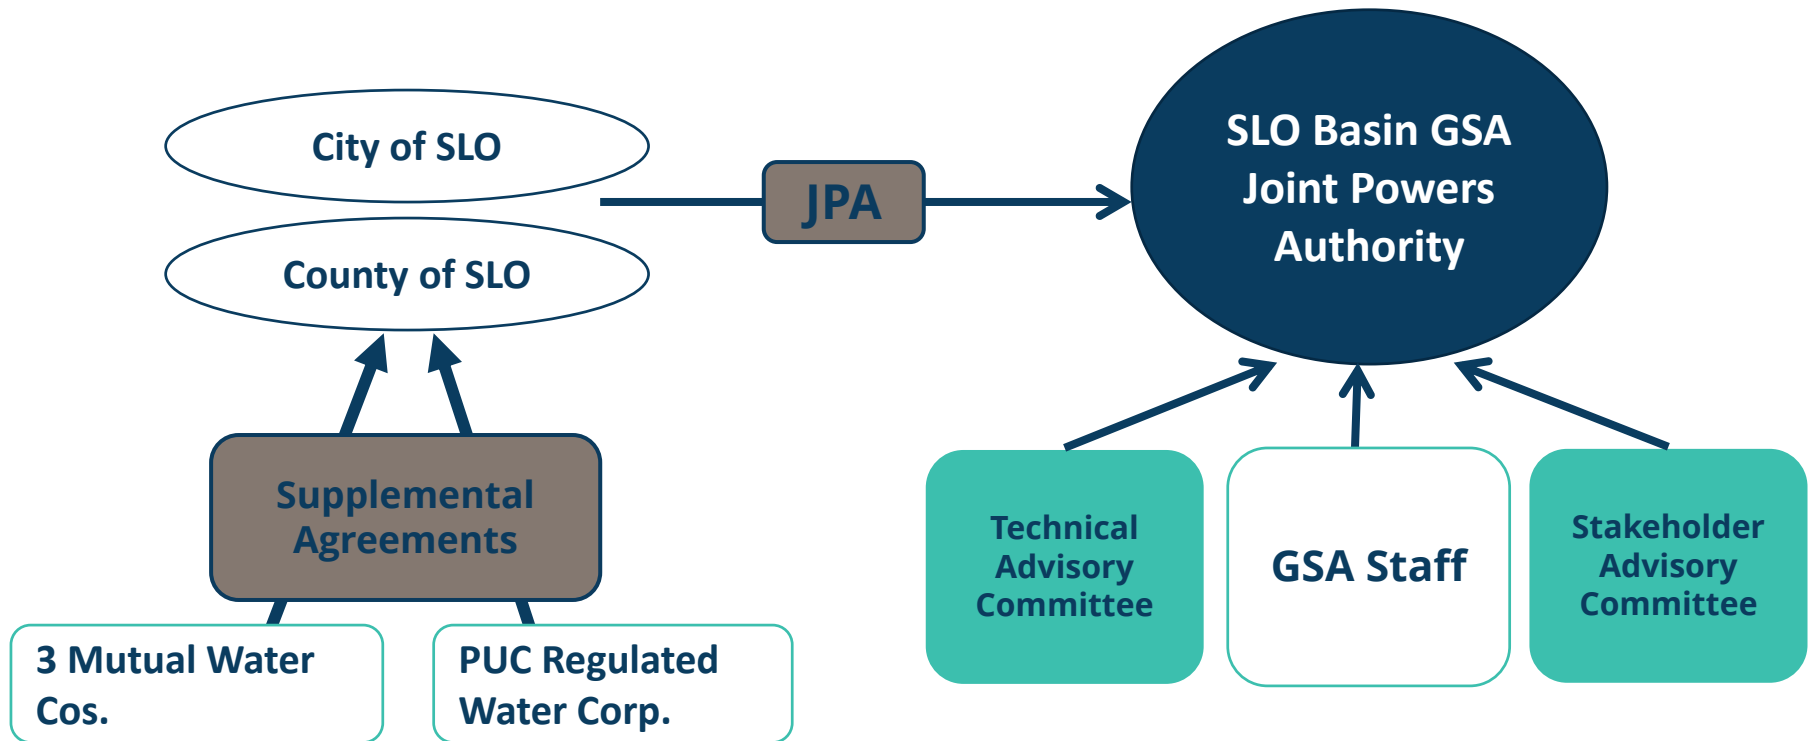 City of SLO
County of SLO
JPA
SLO Basin GSA
Joint Powers
Authority
Supplemental
Agreements
3 Mutual Water
Cos.
PUC Regulated
Water Corp.
Technical
Advisory
Committee
GSA Staff
Stakeholder
Advisory
Committee